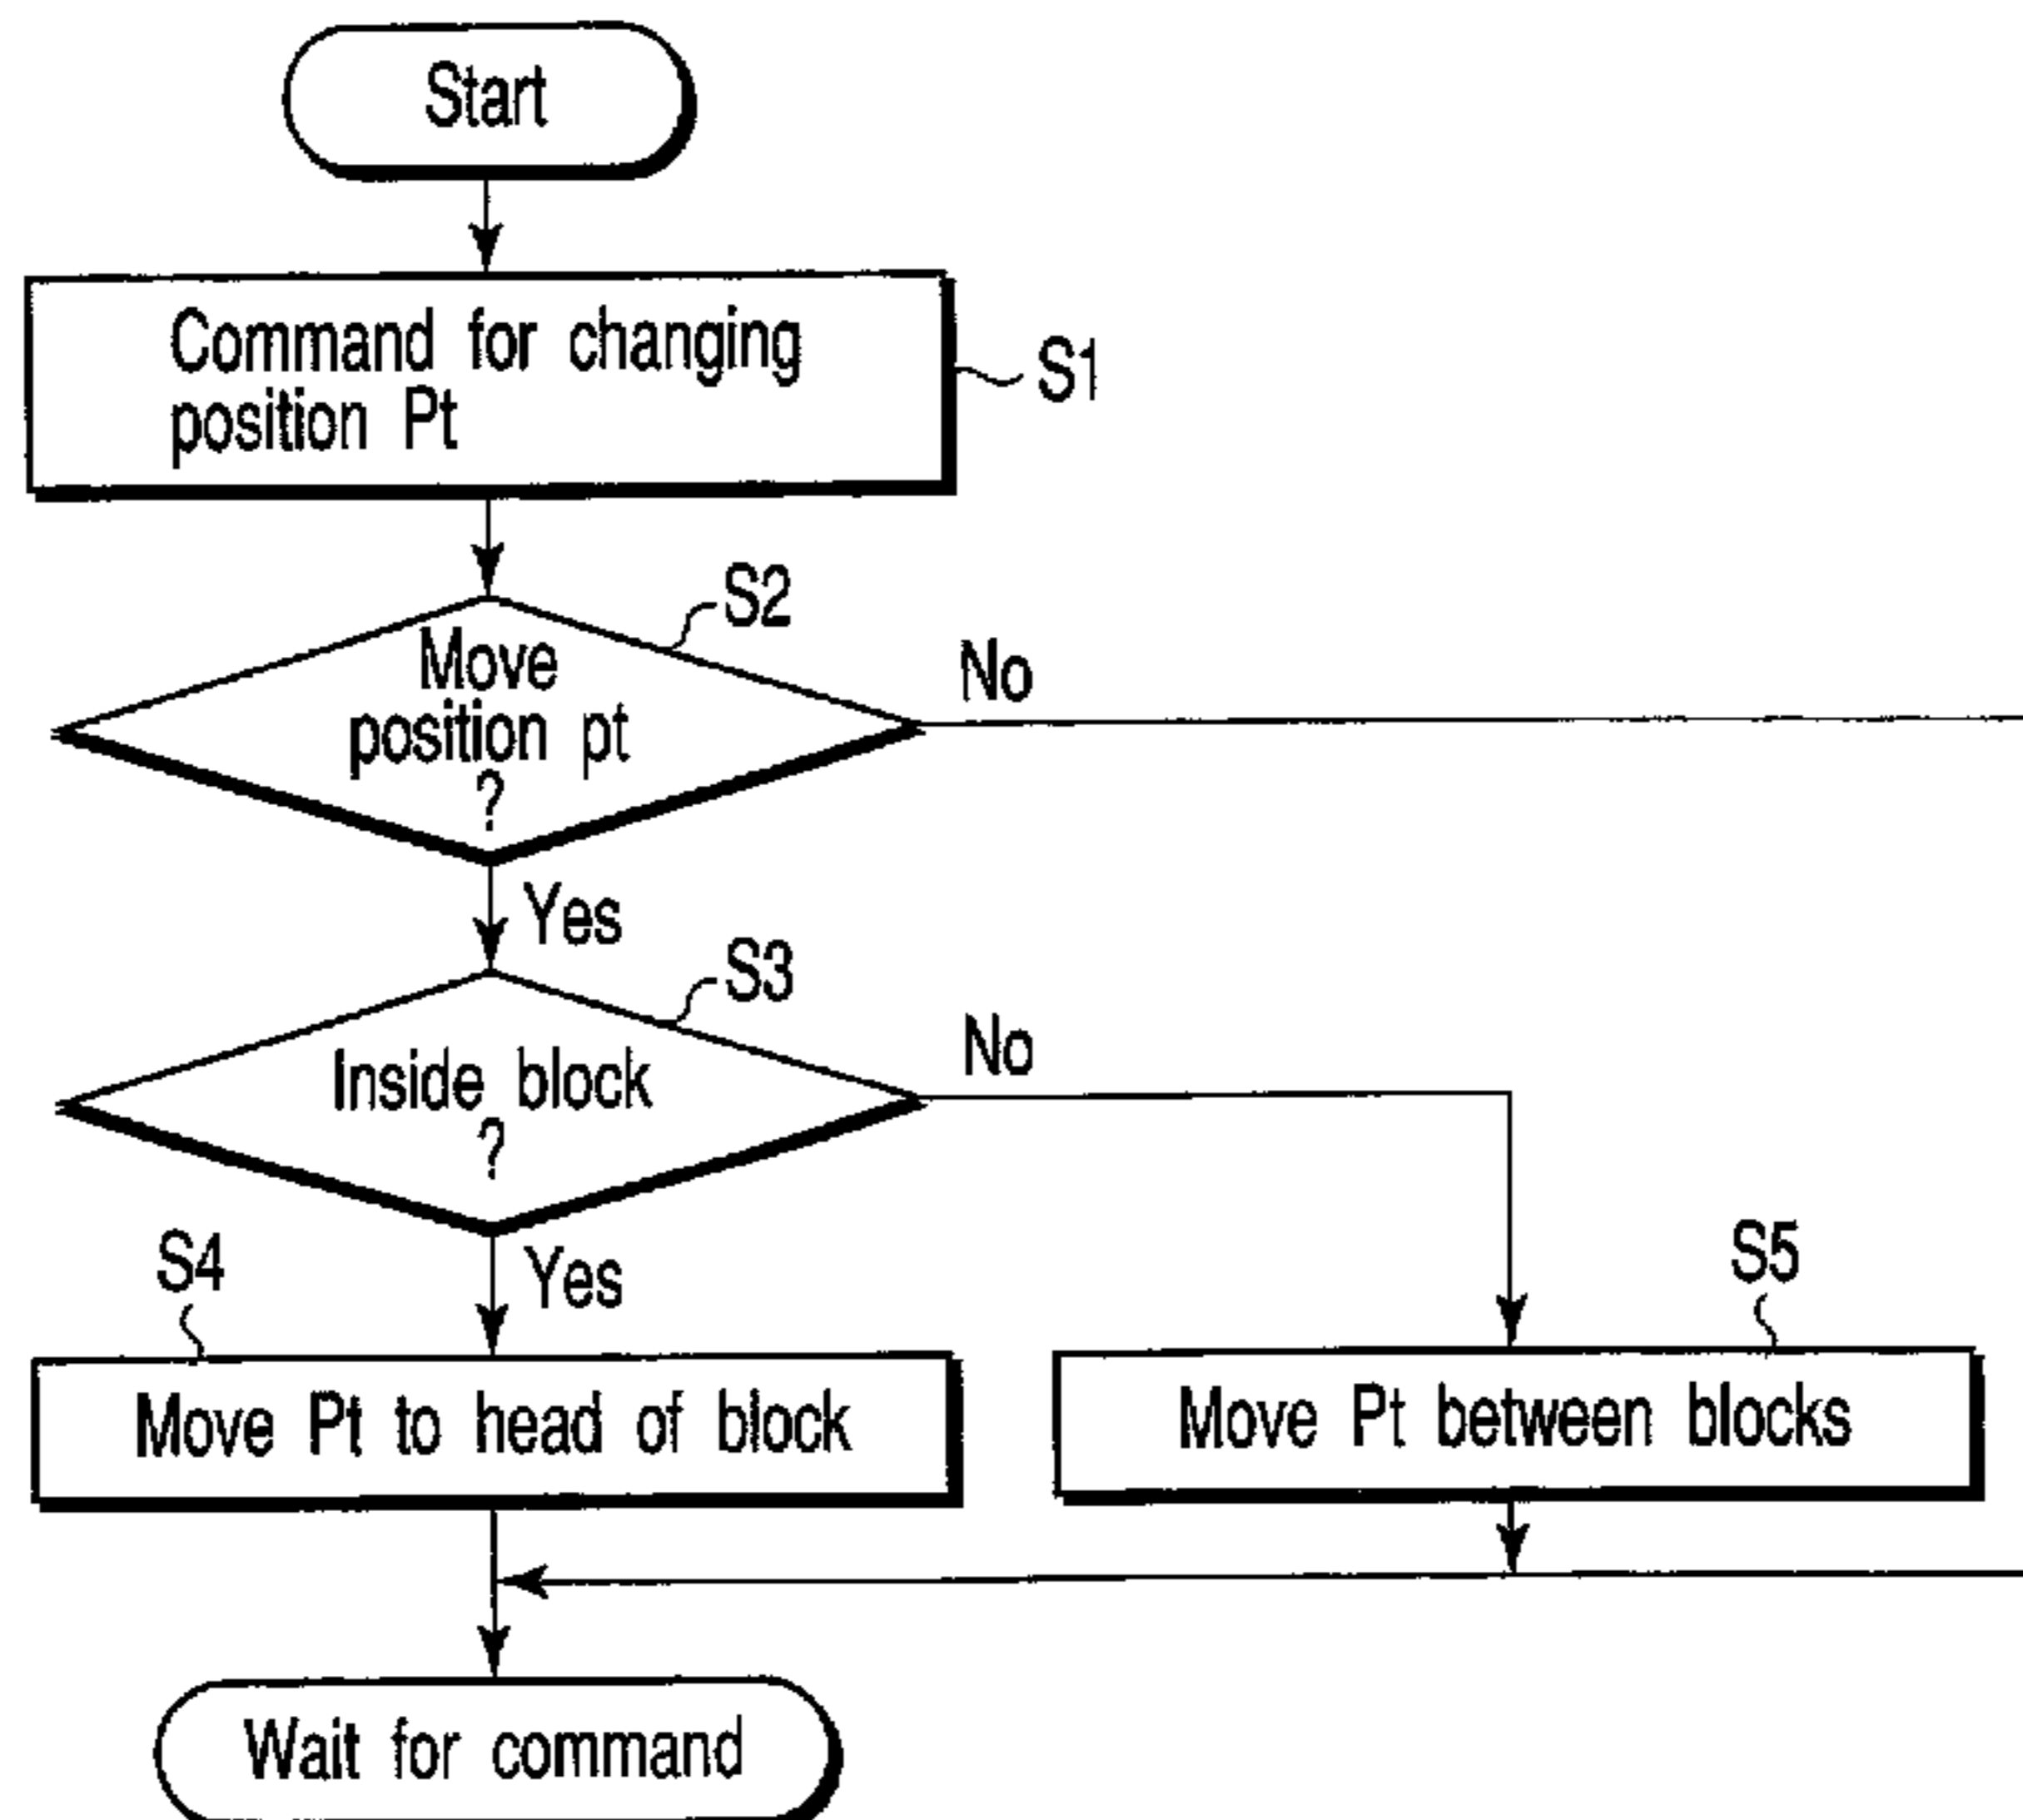 Start
Command for changing
position Pt
S1
S2
Move
position pt
?
No
Yes
S3
Inside block
?
No
Yes
S4
Move Pt to head of block
S5
Move Pt between blocks
Wait for command